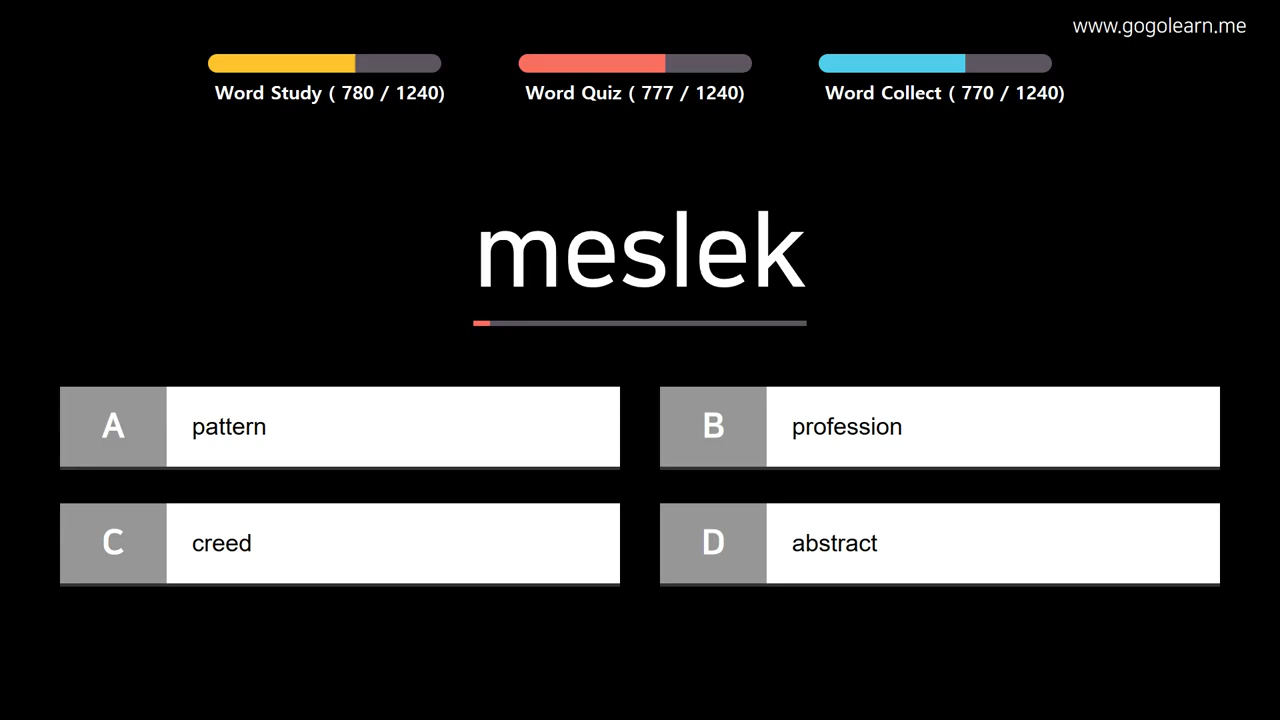 www.gogolearn.me
Word Study ( 780 / 1240)
Word Quiz ( 777 / 1240)
Word Collect ( 770 / 1240)
meslek
A pattern
B profession
C creed
D abstract